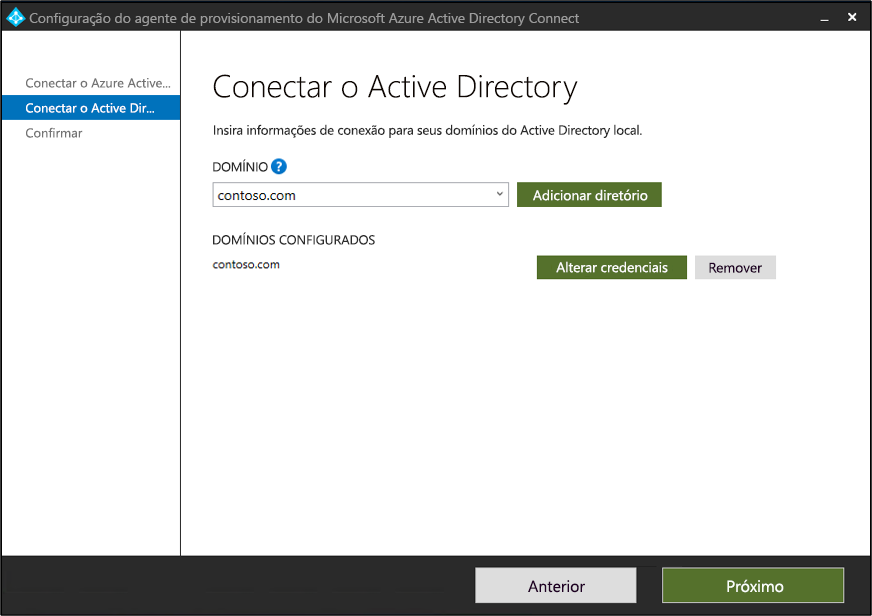 Configuração do agente de provisionamento do Microsoft Azure Active Directory Connect
Conectar o Azure Active...
Conectar o Active Dir...
Confirmar
Conectar o Active Directory
Insira informações de conexão para seus domínios do Active Directory local.
DOMÍNIO ?
contoso.com
Adicionar diretório
DOMÍNIOS CONFIGURADOS
contoso.com
Alterar credenciais
Remover
Anterior
Próximo